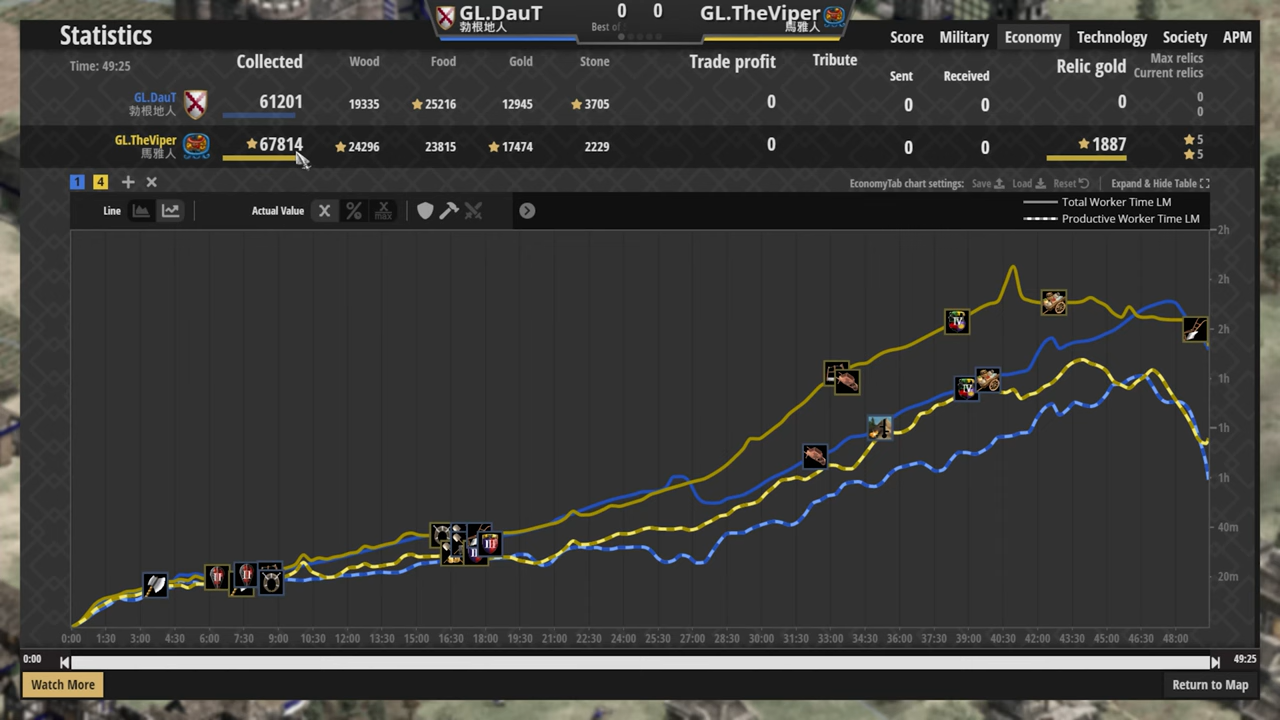 GL.DauT 0 0 GL.TheViper
勃根地人 Best of 馬雅人
Statistics
Score Military Economy Technology Society APM
Time: 49:25
Collected Wood Food Gold Stone Trade profit Tribute Sent Received Relic gold Max relics
Current relics
GL.DauT
勃根地人
61201 19335 25216 12945 3705 0 0 0 0 0
0
GL.TheViper
馬雅人
67814 24296 23815 17474 2229 0 0 0 1887 5
5
1 4 EconomyTab chart settings: Save Load Reset Expand & Hide Table
Line Actual Value X % X max
Total Worker Time LM
Productive Worker Time LM
2h
2h
2h
1h
1h
1h
40m
20m
IV
IV
III
0:00 1:30 3:00 4:30 6:00 7:30 9:00 10:30 12:00 13:30 15:00 16:30 18:00 19:30 21:00 22:30 24:00 25:30 27:00 28:30 30:00 31:30 33:00 34:30 36:00 37:30 39:00 40:30 42:00 43:30 45:00 46:30 48:00
0:00 49:25
Watch More Return to Map